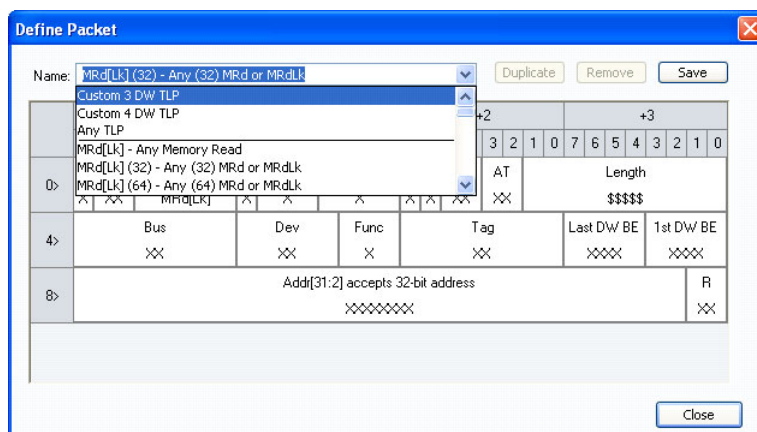 Define Packet
Name: MRd[Lk] (32) - Any (32) MRd or MRdLk Duplicate Remove Save
Custom 3 DW TLP
Custom 4 DW TLP
Any TLP
MRd[Lk] - Any Memory Read
MRd[Lk] (32) - Any (32) MRd or MRdLk
MRd[Lk] (64) - Any (64) MRd or MRdLk
+2 +3
3 2 1 0 7 6 5 4 3 2 1 0
0> AT Length
X XX MRd[Lk] X X X X X XX XX $$$$$
4> Bus Dev Func Tag Last DW BE 1st DW BE
XX XX X XX XXXX XXXX
8> Addr[31:2] accepts 32-bit address R
XXXXXXXX XX
Close